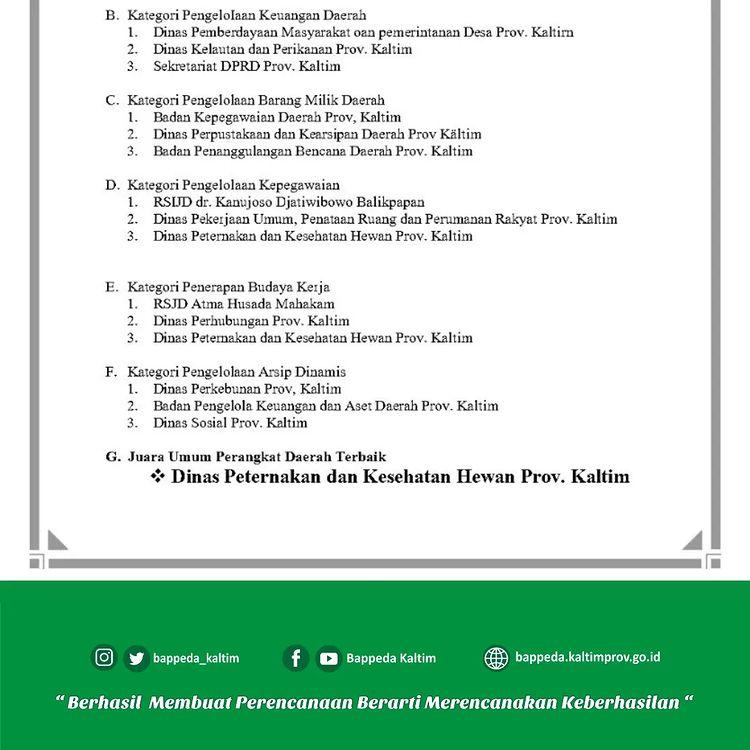 B. Kategori Pengelolaan Keuangan Daerah
1. Dinas Pemberdayaan Masyarakat oan pemerintanan Desa Prov. Kaltirn
2. Dinas Kelautan dan Perikanan Prov. Kaltim
3. Sekretariat DPRD Prov. Kaltim
C. Kategori Pengelolaan Barang Milik Daerah
1. Badan Kepegawaian Daerah Prov, Kaltim
2. Dinas Perpustakaan dan Kearsipan Daerah Prov Kältim
3. Badan Penanggulangan Bencana Daerah Prov. Kaltim
D. Kategori Pengelolaan Kepegawaian
1. RSIJD dr. Kanujoso Djatiwibowo Balikpapan
2. Dinas Pekerjaan Umum, Penataan Ruang dan Perumanan Rakyat Prov. Kaltim
3. Dinas Peternakan dan Kesehatan Hewan Prov. Kaltim
E. Kategori Penerapan Budaya Kerja
1. RSJD Atma Husada Mahakam
2. Dinas Perhubungan Prov. Kaltim
3. Dinas Petemakan dan Kesehatan Hewan Prov. Kaltim
F. Kategori Pengelolaan Arsip Dinamis
1. Dinas Perkebunan Prov, Kaltim
2. Badan Pengelola Keuangan dan Aset Daerah Prov. Kaltim
3. Dinas Sosial Prov. Kaltim
G. Juara Umum Perangkat Daerah Terbaik
❖ Dinas Peternakan dan Kesehatan Hewan Prov. Kaltim
bappeda_kaltim Bappeda Kaltim bappeda.kaltimprov.go.id
“ Berhasil Membuat Perencanaan Berarti Merencanakan Keberhasilan “